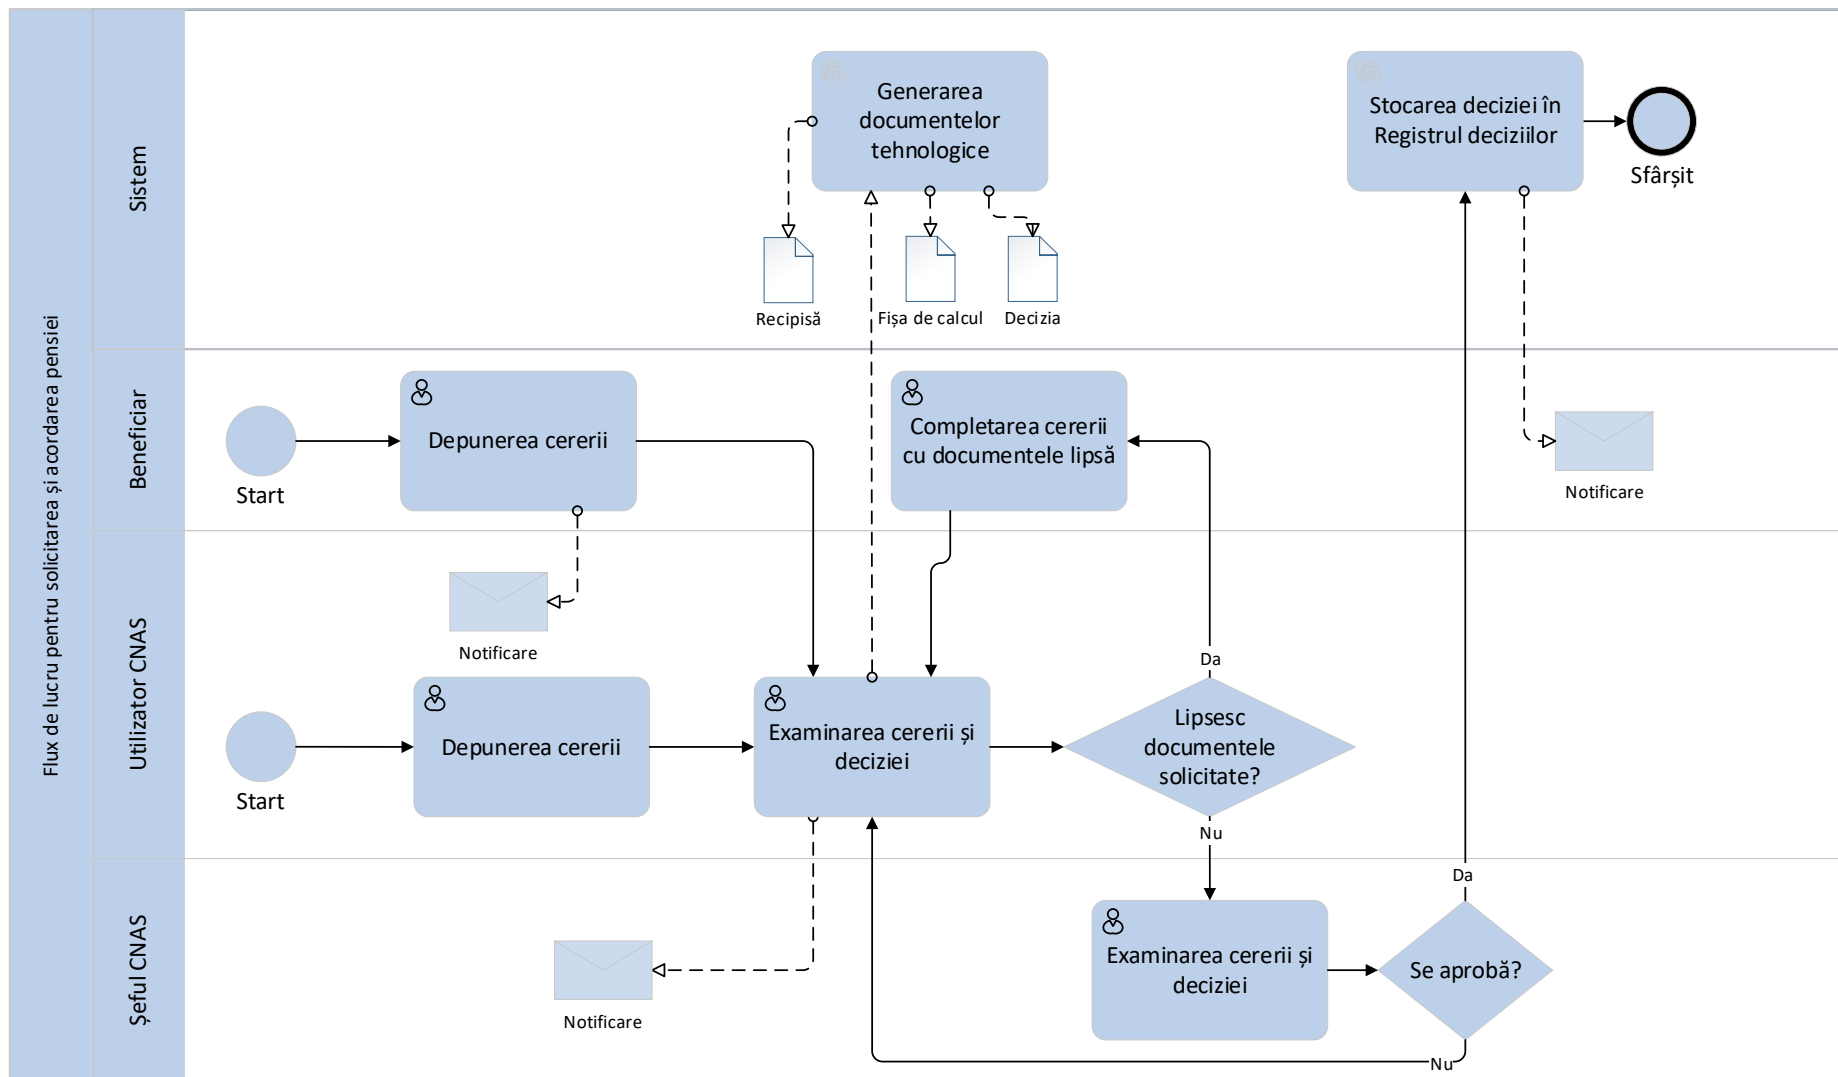 Flux de lucru pentru solicitarea și acordarea pensiei
Sistem
Generarea
documentelor
tehnologice
Recipisă
Fișa de calcul
Decizia
Stocarea deciziei în
Registrul deciziilor
Sfârșit
Beneficiar
Start
Depunerea cererii
Completarea cererii
cu documentele lipsă
Notificare
Utilizator CNAS
Notificare
Start
Depunerea cererii
Examinarea cererii și
deciziei
Da
Lipsesc
documentele
solicitate?
Nu
Șeful CNAS
Notificare
Examinarea cererii și
deciziei
Da
Se aprobă?
Nu